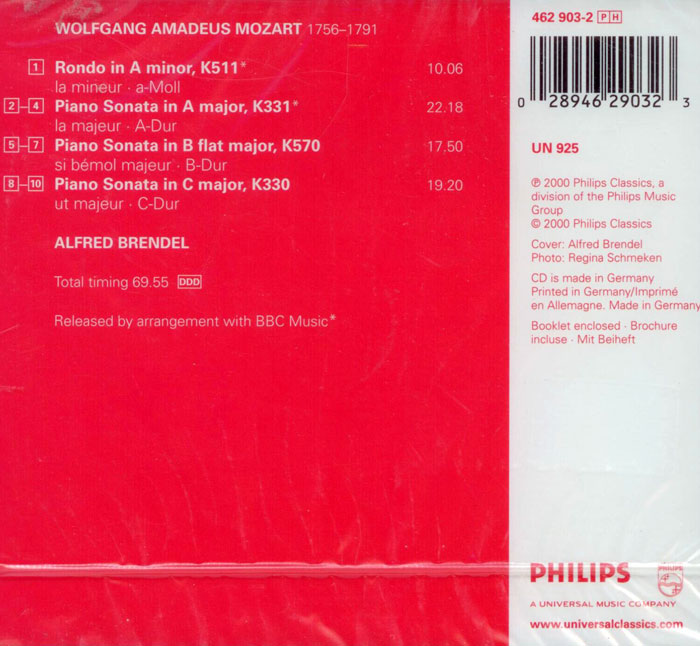 WOLFGANG AMADEUS MOZART 1756–1791
1 Rondo in A minor, K511* 10.06
la mineur · a-Moll
2–4 Piano Sonata in A major, K331* 22.18
la majeur · A-Dur
5–7 Piano Sonata in B flat major, K570 17.50
si bémol majeur · B-Dur
8–10 Piano Sonata in C major, K330 19.20
ut majeur · C-Dur
ALFRED BRENDEL
Total timing 69.55 DDD
Released by arrangement with BBC Music*
462 903-2 PH
0 28946 29032 3
UN 925
℗ 2000 Philips Classics, a
division of the Philips Music
Group
© 2000 Philips Classics
Cover: Alfred Brendel
Photo: Regina Schmeken
CD is made in Germany
Printed in Germany/Imprimé
en Allemagne. Made in Germany
Booklet enclosed · Brochure
incluse · Mit Beiheft
PHILIPS
A UNIVERSAL MUSIC COMPANY
www.universalclassics.com